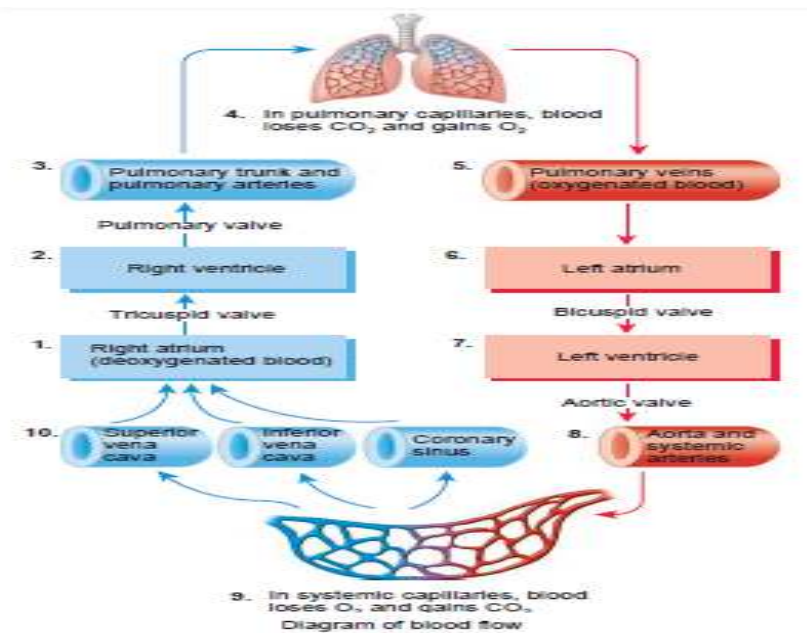 4. In pulmonary capillaries, blood
loses CO₂ and gains O₂
3. Pulmonary trunk and
pulmonary arteries
5. Pulmonary veins
(oxygenated blood)
Pulmonary valve
2. Right ventricle
6. Left atrium
Tricuspid valve
Bicuspid valve
1. Right atrium
(deoxygenated blood)
7. Left ventricle
Aortic valve
10. Superior
vena
cava
Inferior
vena
cava
Coronary
sinus
8. Aorta and
systemic
arteries
9. In systemic capillaries, blood
loses O₂ and gains CO₂
Diagram of blood flow